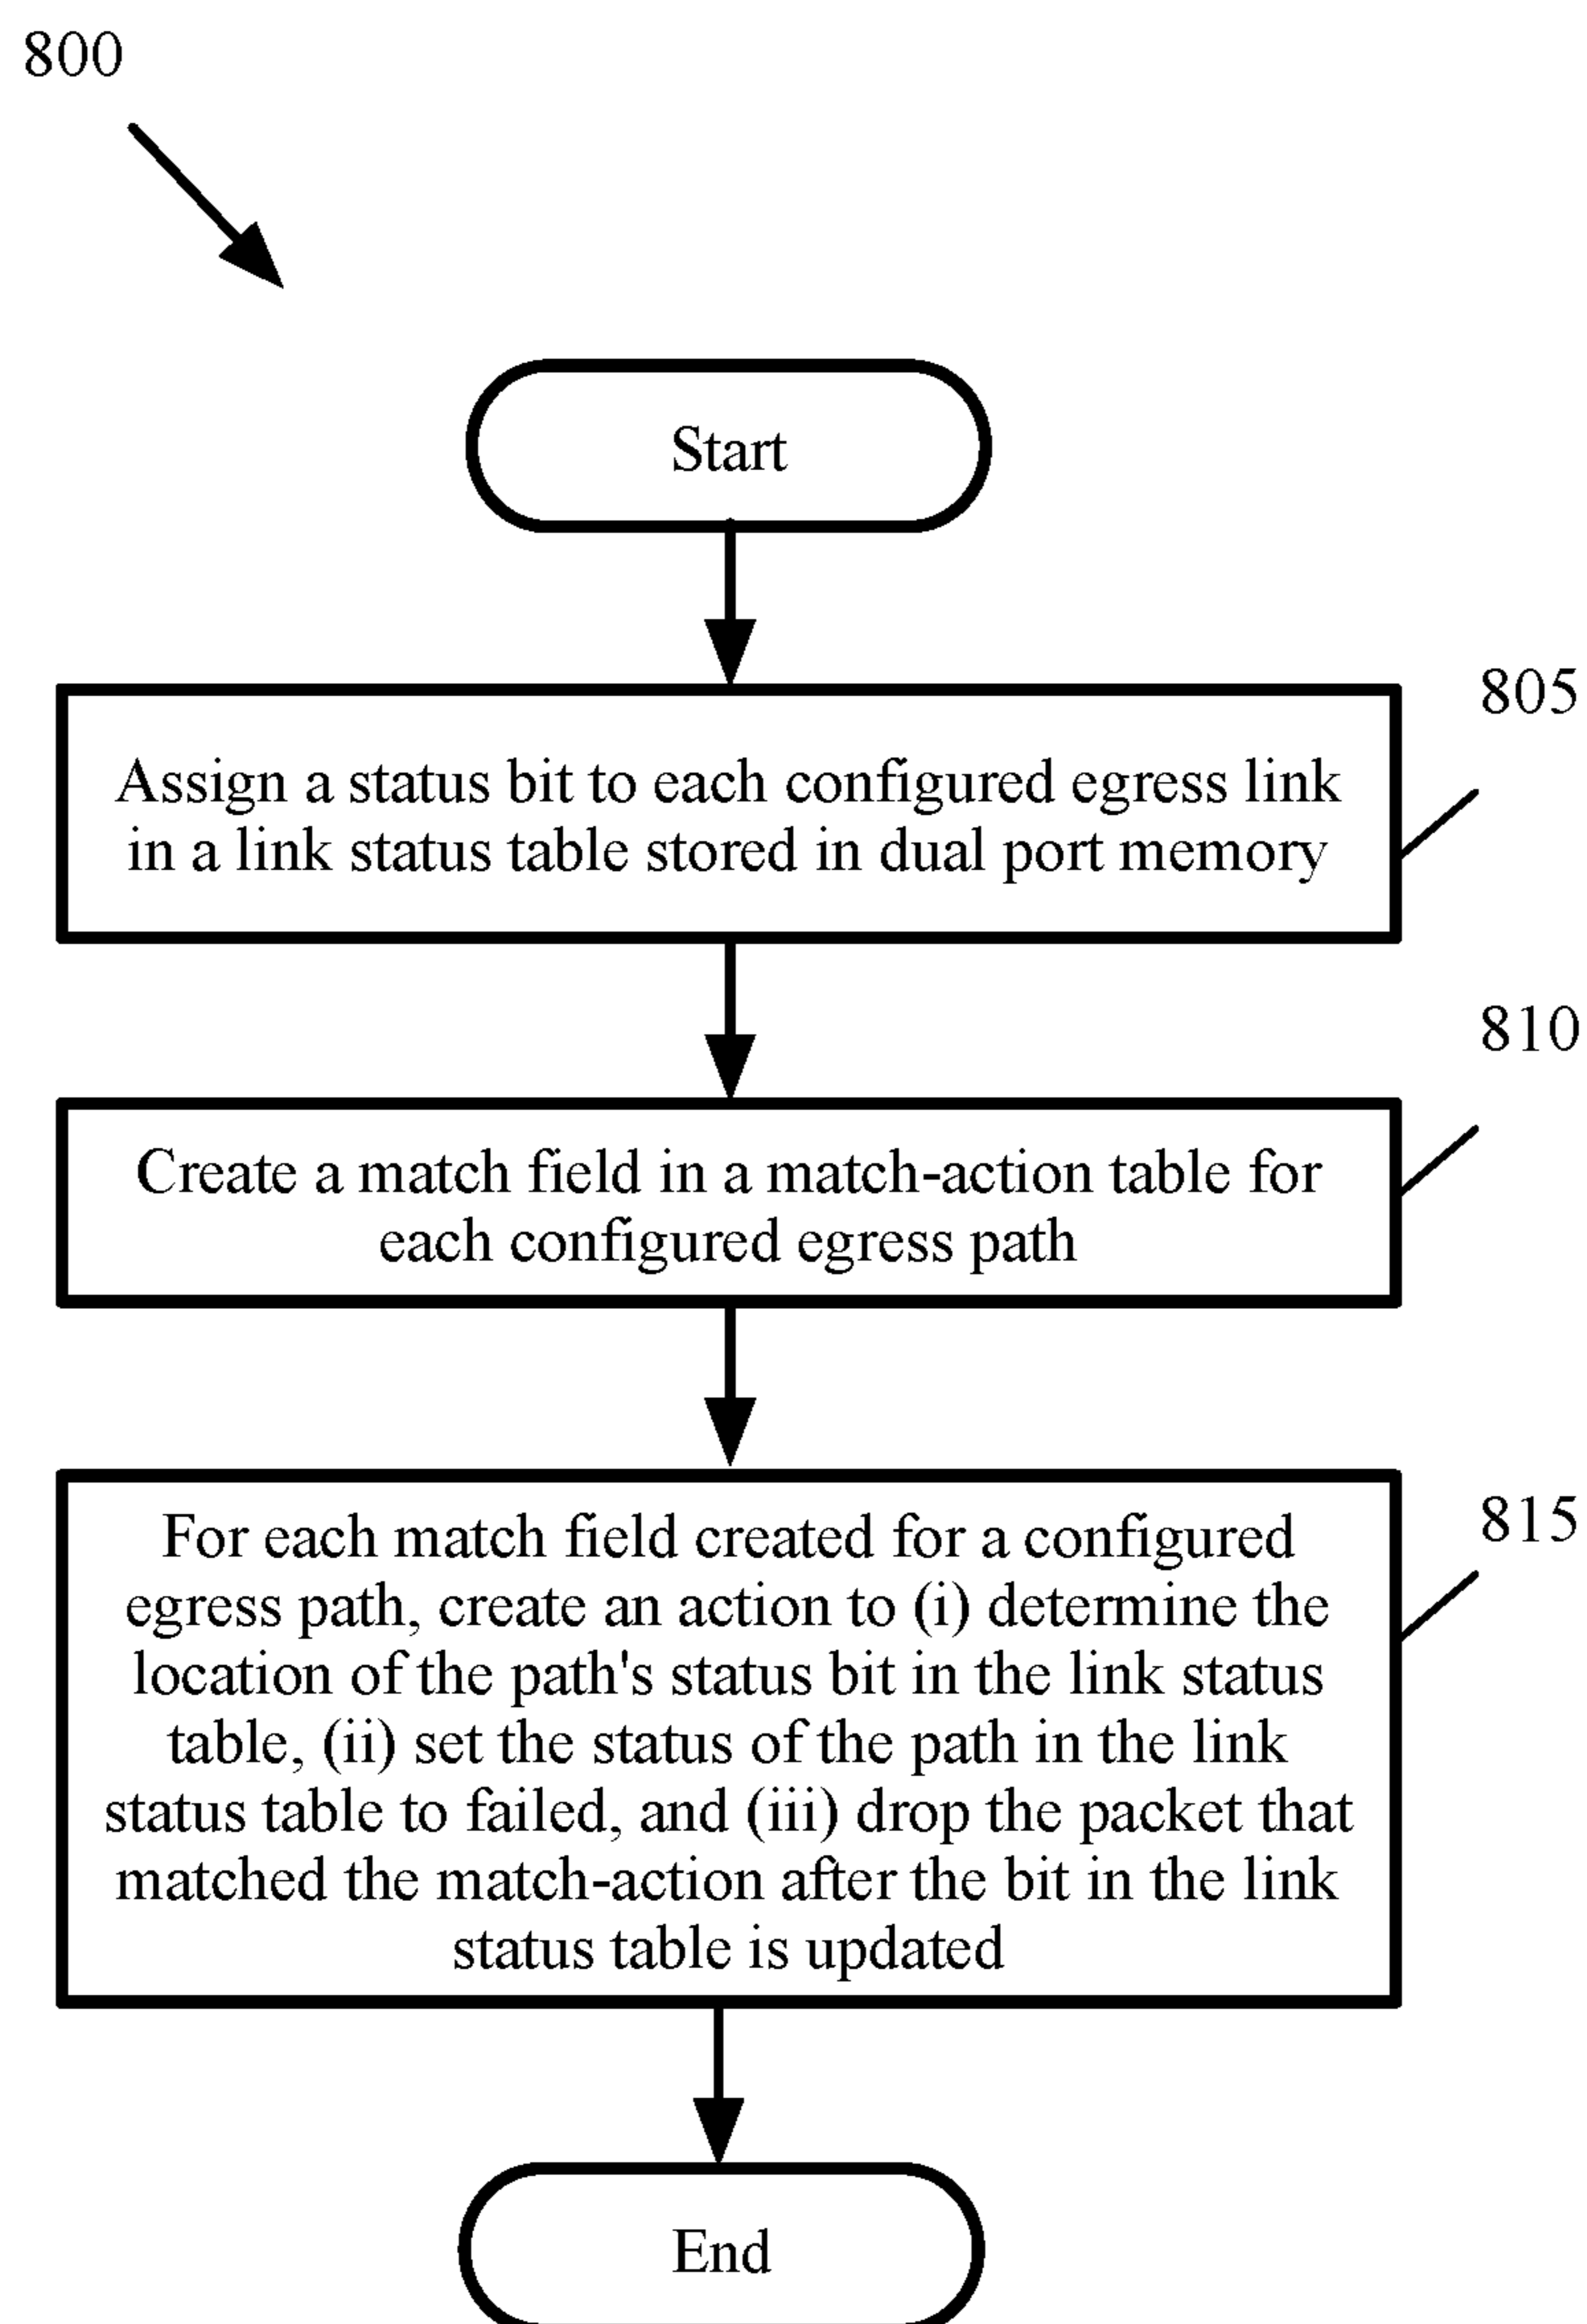 800
Start
805
Assign a status bit to each configured egress link
in a link status table stored in dual port memory
810
Create a match field in a match-action table for
each configured egress path
815
For each match field created for a configured
egress path, create an action to (i) determine the
location of the path's status bit in the link status
table, (ii) set the status of the path in the link
status table to failed, and (iii) drop the packet that
matched the match-action after the bit in the link
status table is updated
End